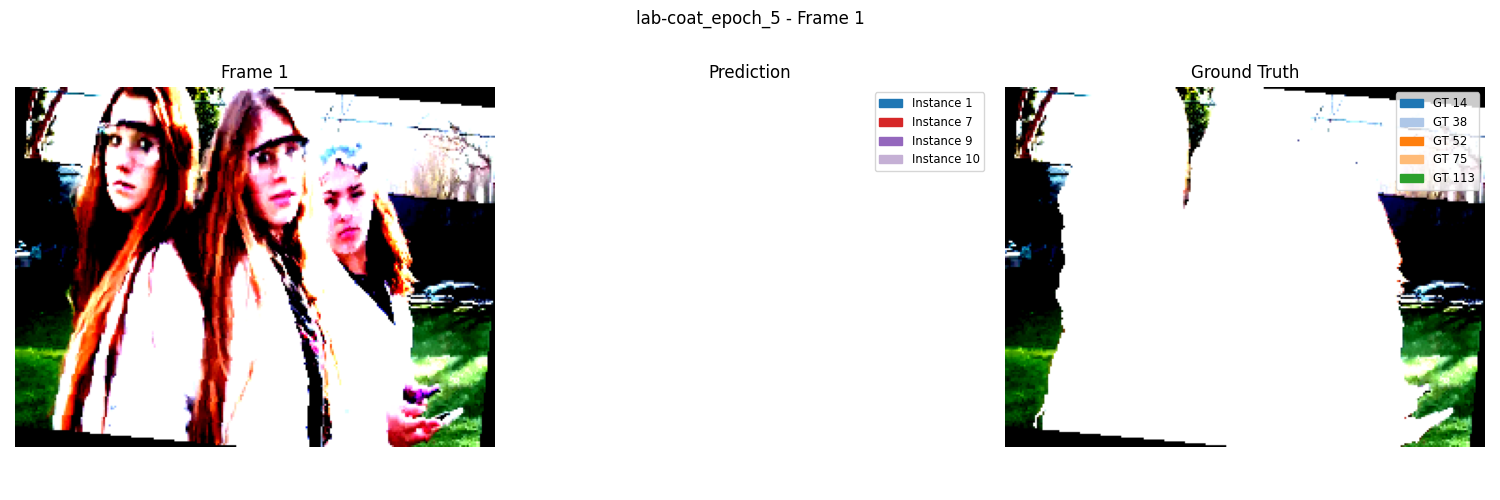 lab-coat_epoch_5 - Frame 1
Frame 1
Prediction
Ground Truth
Instance 1
Instance 7
Instance 9
Instance 10
GT 14
GT 38
GT 52
GT 75
GT 113